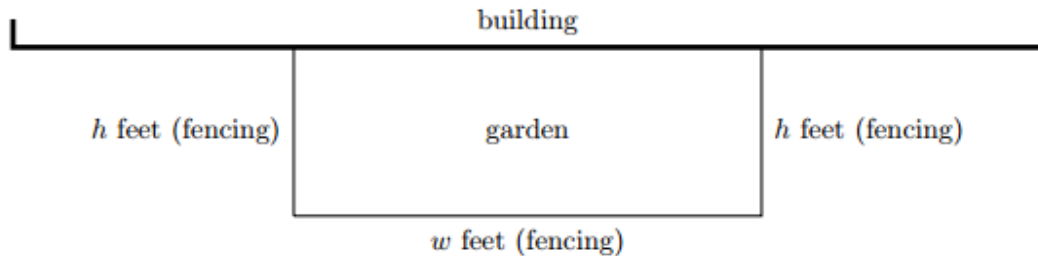 building
h feet (fencing)
garden
h feet (fencing)
w feet (fencing)